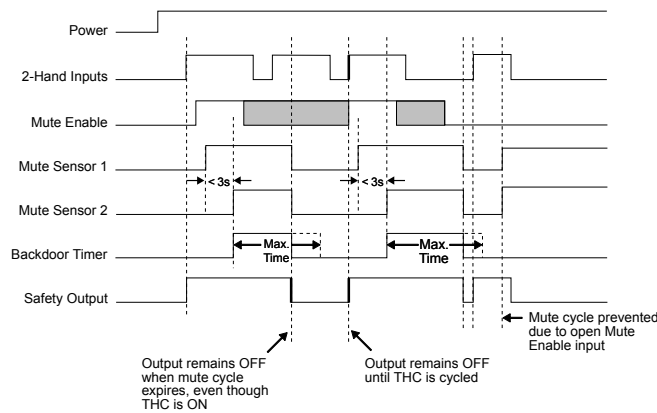 Power
2-Hand Inputs
Mute Enable
Mute Sensor 1
< 3s
< 3s
Mute Sensor 2
Backdoor Timer
Max.
Time
Max.
Time
Safety Output
Mute cycle prevented
due to open Mute
Enable input
Output remains OFF
when mute cycle
expires, even though
THC is ON
Output remains OFF
until THC is cycled